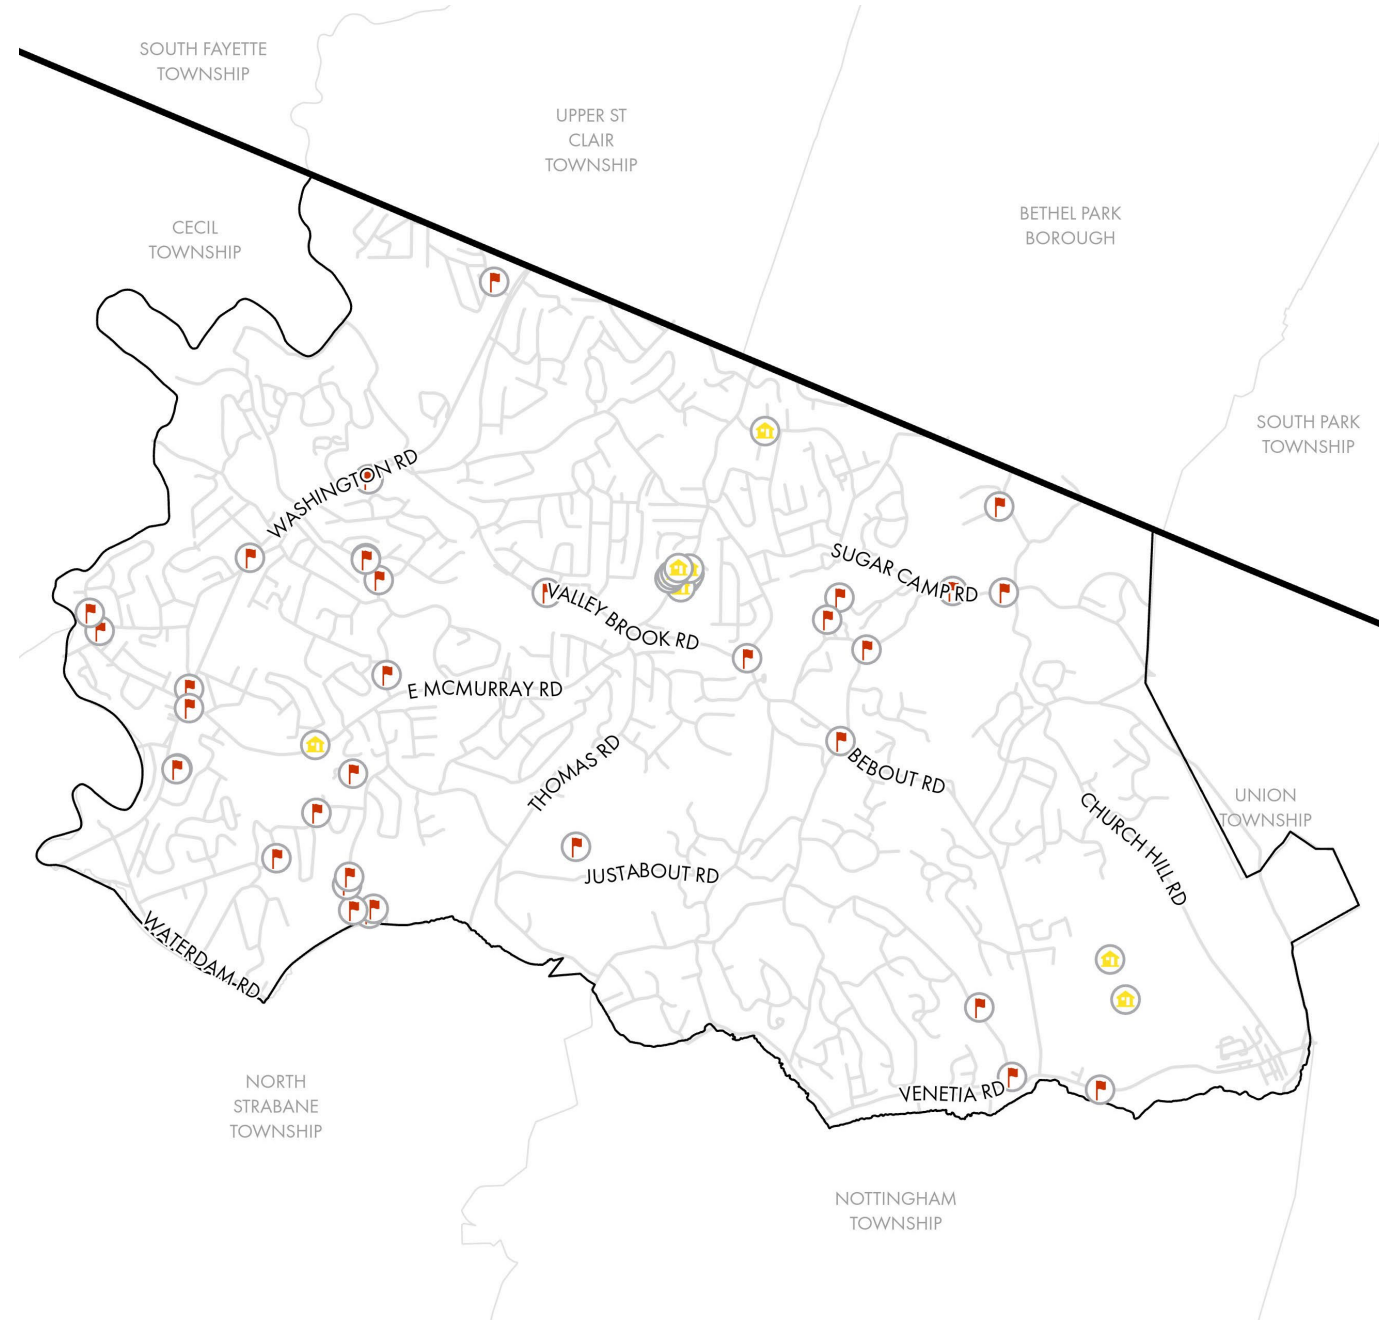 SOUTH FAYETTE
TOWNSHIP
UPPER ST
CLAIR
TOWNSHIP
BETHEL PARK
BOROUGH
CECIL
TOWNSHIP
SOUTH PARK
TOWNSHIP
WASHINGTON RD
SUGAR CAMP RD
VALLEY BROOK RD
E MCMURRAY RD
THOMAS RD
BEBOUT RD
UNION
TOWNSHIP
CHURCH HILL RD
JUSTABOUT RD
WATERDAM RD
VENETIA RD
NORTH
STRABANE
TOWNSHIP
NOTTINGHAM
TOWNSHIP